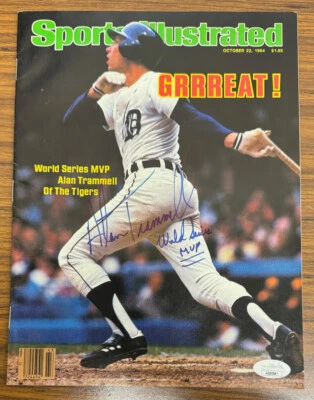 Sports Illustrated
OCTOBER 22, 1984 $1.95
GRRREAT!
World Series MVP
Alan Trammell
Of The Tigers
D
Alan Trammell
World Series
MVP
JSA